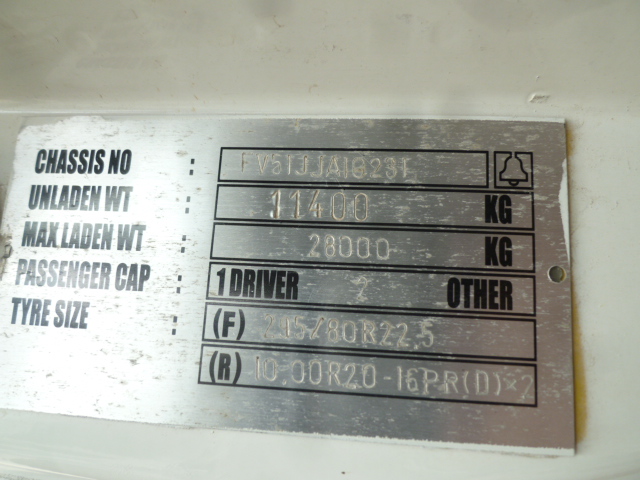 CHASSIS NO : FV51JJA10231
UNLADEN WT : 11400 KG
MAX LADEN WT : 28000 KG
PASSENGER CAP : 1 DRIVER 2 OTHER
TYRE SIZE : (F) /80R22.5
(R) 10.00R20-16PR(D)×2